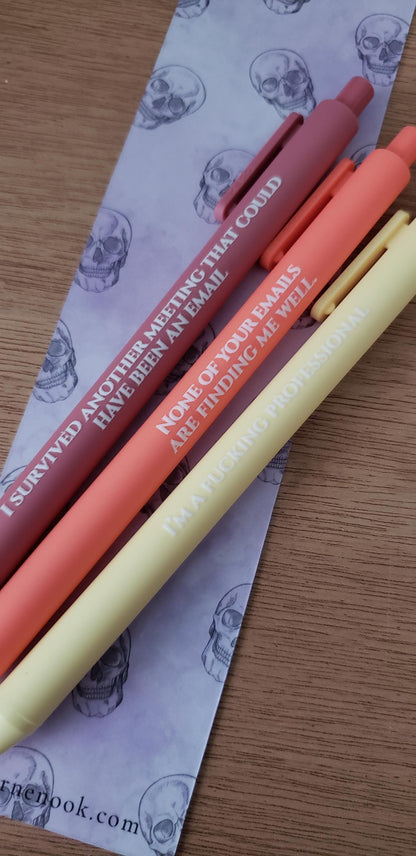 I SURVIVED ANOTHER MEETING THAT COULD
HAVE BEEN AN EMAIL
NONE OF YOUR EMAILS
ARE FINDING ME WELL
I'M A FUCKING PROFESSIONAL
rnenook.com